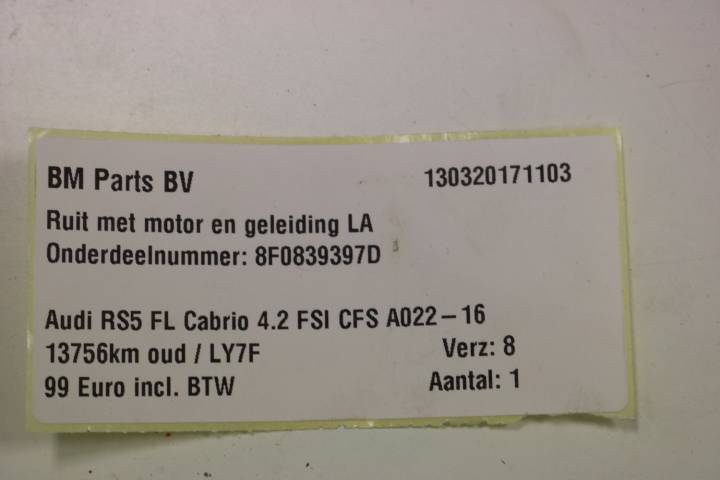 BM Parts BV 130320171103
Ruit met motor en geleiding LA
Onderdeelnummer: 8F0839397D
Audi RS5 FL Cabrio 4.2 FSI CFS A022-16
13756km oud / LY7F Verz: 8
99 Euro incl. BTW Aantal: 1